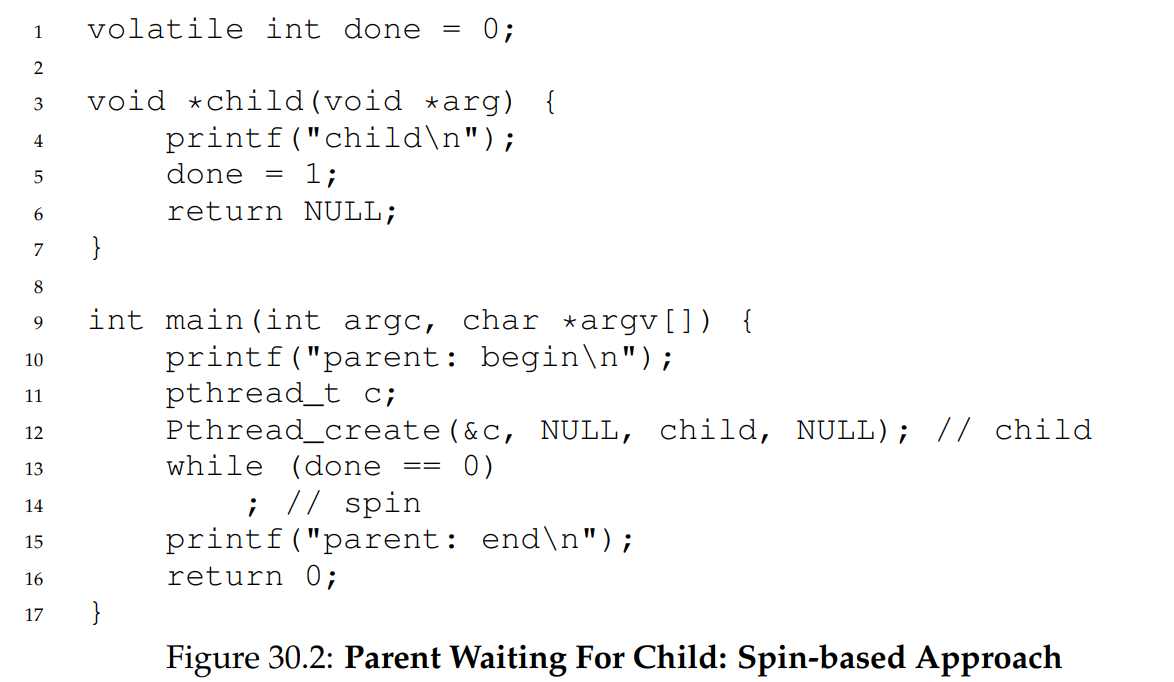 1 volatile int done = 0;
2
3 void *child(void *arg) {
4 printf("child\n");
5 done = 1;
6 return NULL;
7 }
8
9 int main(int argc, char *argv[]) {
10 printf("parent: begin\n");
11 pthread_t c;
12 Pthread_create(&c, NULL, child, NULL); // child
13 while (done == 0)
14 ; // spin
15 printf("parent: end\n");
16 return 0;
17 }
Figure 30.2: Parent Waiting For Child: Spin-based Approach